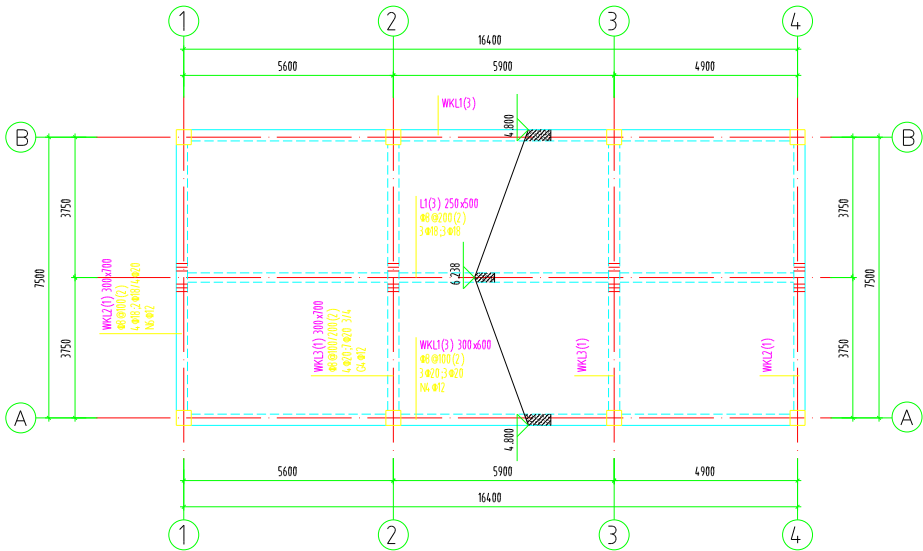 1 2 3 4
16400
5600 5900 4900
WKL1(3)
4.800
B B
3750 3750
L1(3) 250x500
7500 7500
6.238
WKL2(1) 300x700
WKL3(1) 300x700
WKL1(3) 300x600
WKL3(1)
WKL2(1)
3750 3750
A A
4.800
5600 5900 4900
16400
1 2 3 4